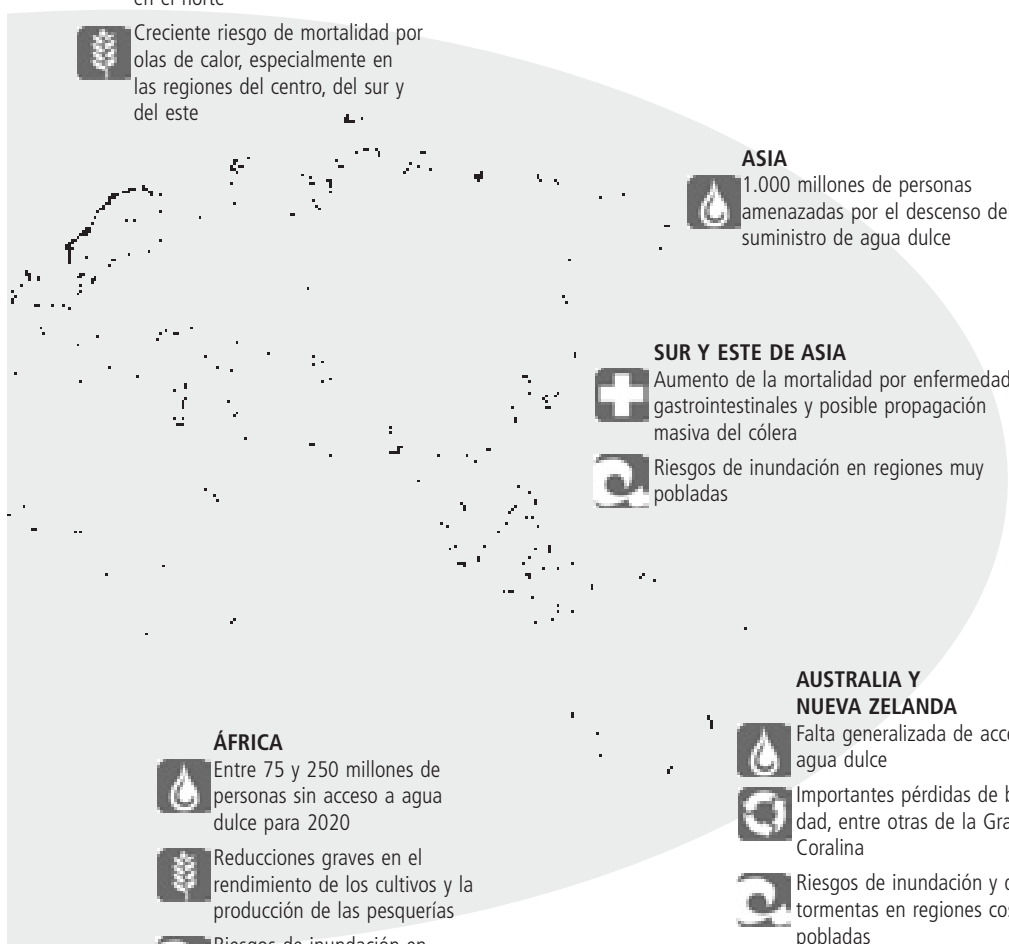 en el norte
Creciente riesgo de mortalidad por
olas de calor, especialmente en
las regiones del centro, del sur y
del este
ASIA
1.000 millones de personas
amenazadas por el descenso de
suministro de agua dulce
SUR Y ESTE DE ASIA
Aumento de la mortalidad por enfermedad
gastrointestinales y posible propagación
masiva del cólera
Riesgos de inundación en regiones muy
pobladas
AUSTRALIA Y
NUEVA ZELANDA
Falta generalizada de acc
agua dulce
Importantes pérdidas de b
dad, entre otras de la Gra
Coralina
Riesgos de inundación y
tormentas en regiones cos
pobladas
ÁFRICA
Entre 75 y 250 millones de
personas sin acceso a agua
dulce para 2020
Reducciones graves en el
rendimiento de los cultivos y la
producción de las pesquerías
Riesgos de inundación en